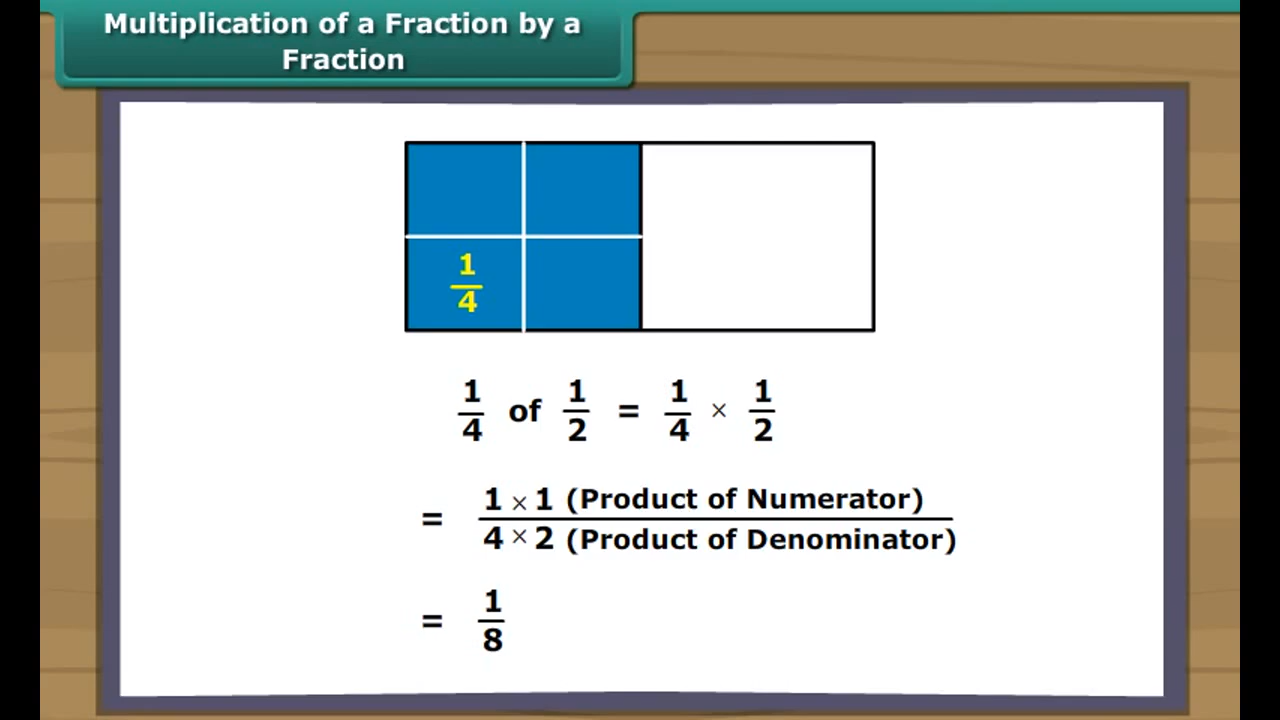 Multiplication of a Fraction by a
Fraction
1/4
1/4 of 1/2 = 1/4 × 1/2
= 1 × 1 (Product of Numerator)
4 × 2 (Product of Denominator)
= 1/8